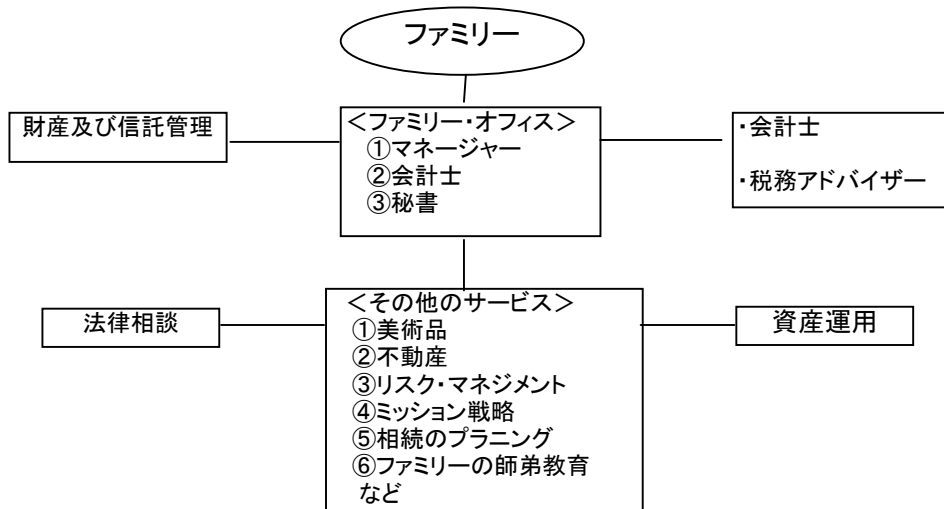 ファミリー
財産及び信託管理
＜ファミリー・オフィス＞
①マネージャー
②会計士
③秘書
・会計士
・税務アドバイザー
法律相談
＜その他のサービス＞
①美術品
②不動産
③リスク・マネジメント
④ミッション戦略
⑤相続のプラニング
⑥ファミリーの師弟教育
など
資産運用